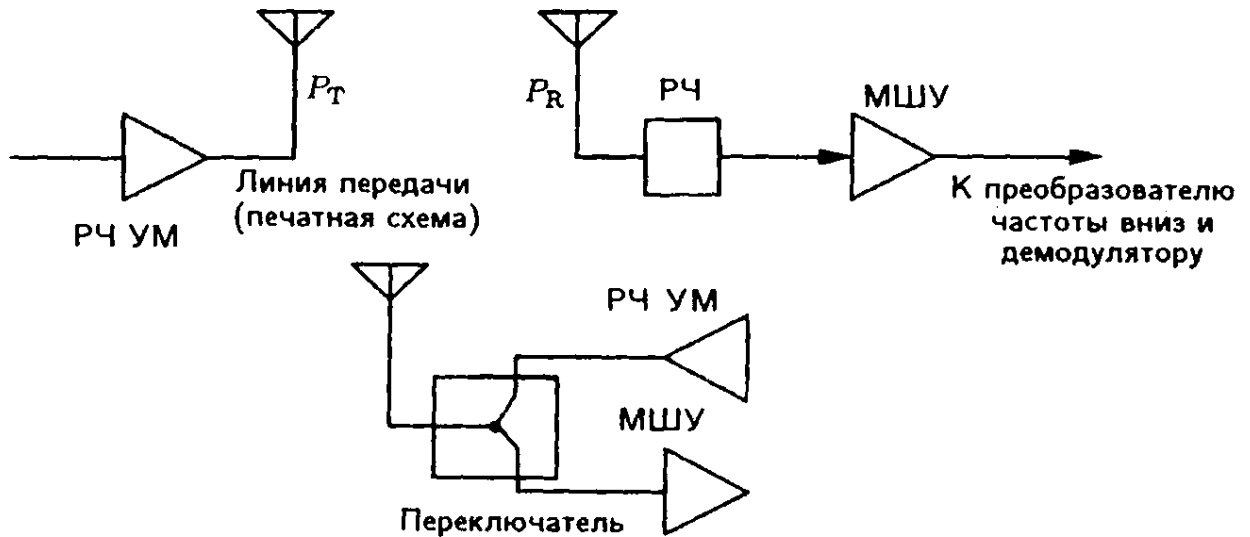 P_T
P_R
РЧ
МШУ
РЧ УМ
Линия передачи
(печатная схема)
К преобразователю
частоты вниз и
демодулятору
РЧ УМ
МШУ
Переключатель